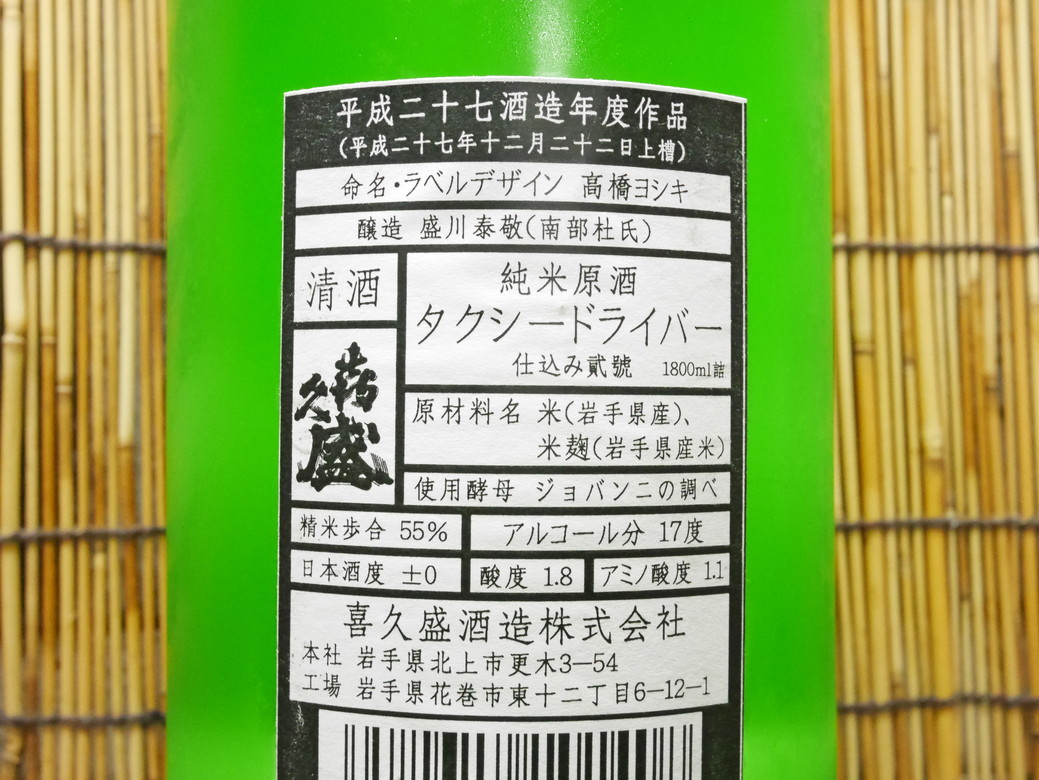 平成二十七酒造年度作品
(平成二十七年十二月二十二日上槽)
命名・ラベルデザイン 高橋ヨシキ
醸造 盛川泰敬(南部杜氏)
清酒
喜久盛
純米原酒
タクシードライバー
仕込み貳號 1800ml詰
原材料名 米(岩手県産)、
米麹(岩手県産米)
使用酵母 ジョバンニの調べ
精米歩合 55%
アルコール分 17度
日本酒度 ±0
酸度 1.8
アミノ酸度 1.1
喜久盛酒造株式会社
本社 岩手県北上市更木3—54
工場 岩手県花巻市東十二丁目6—12—1